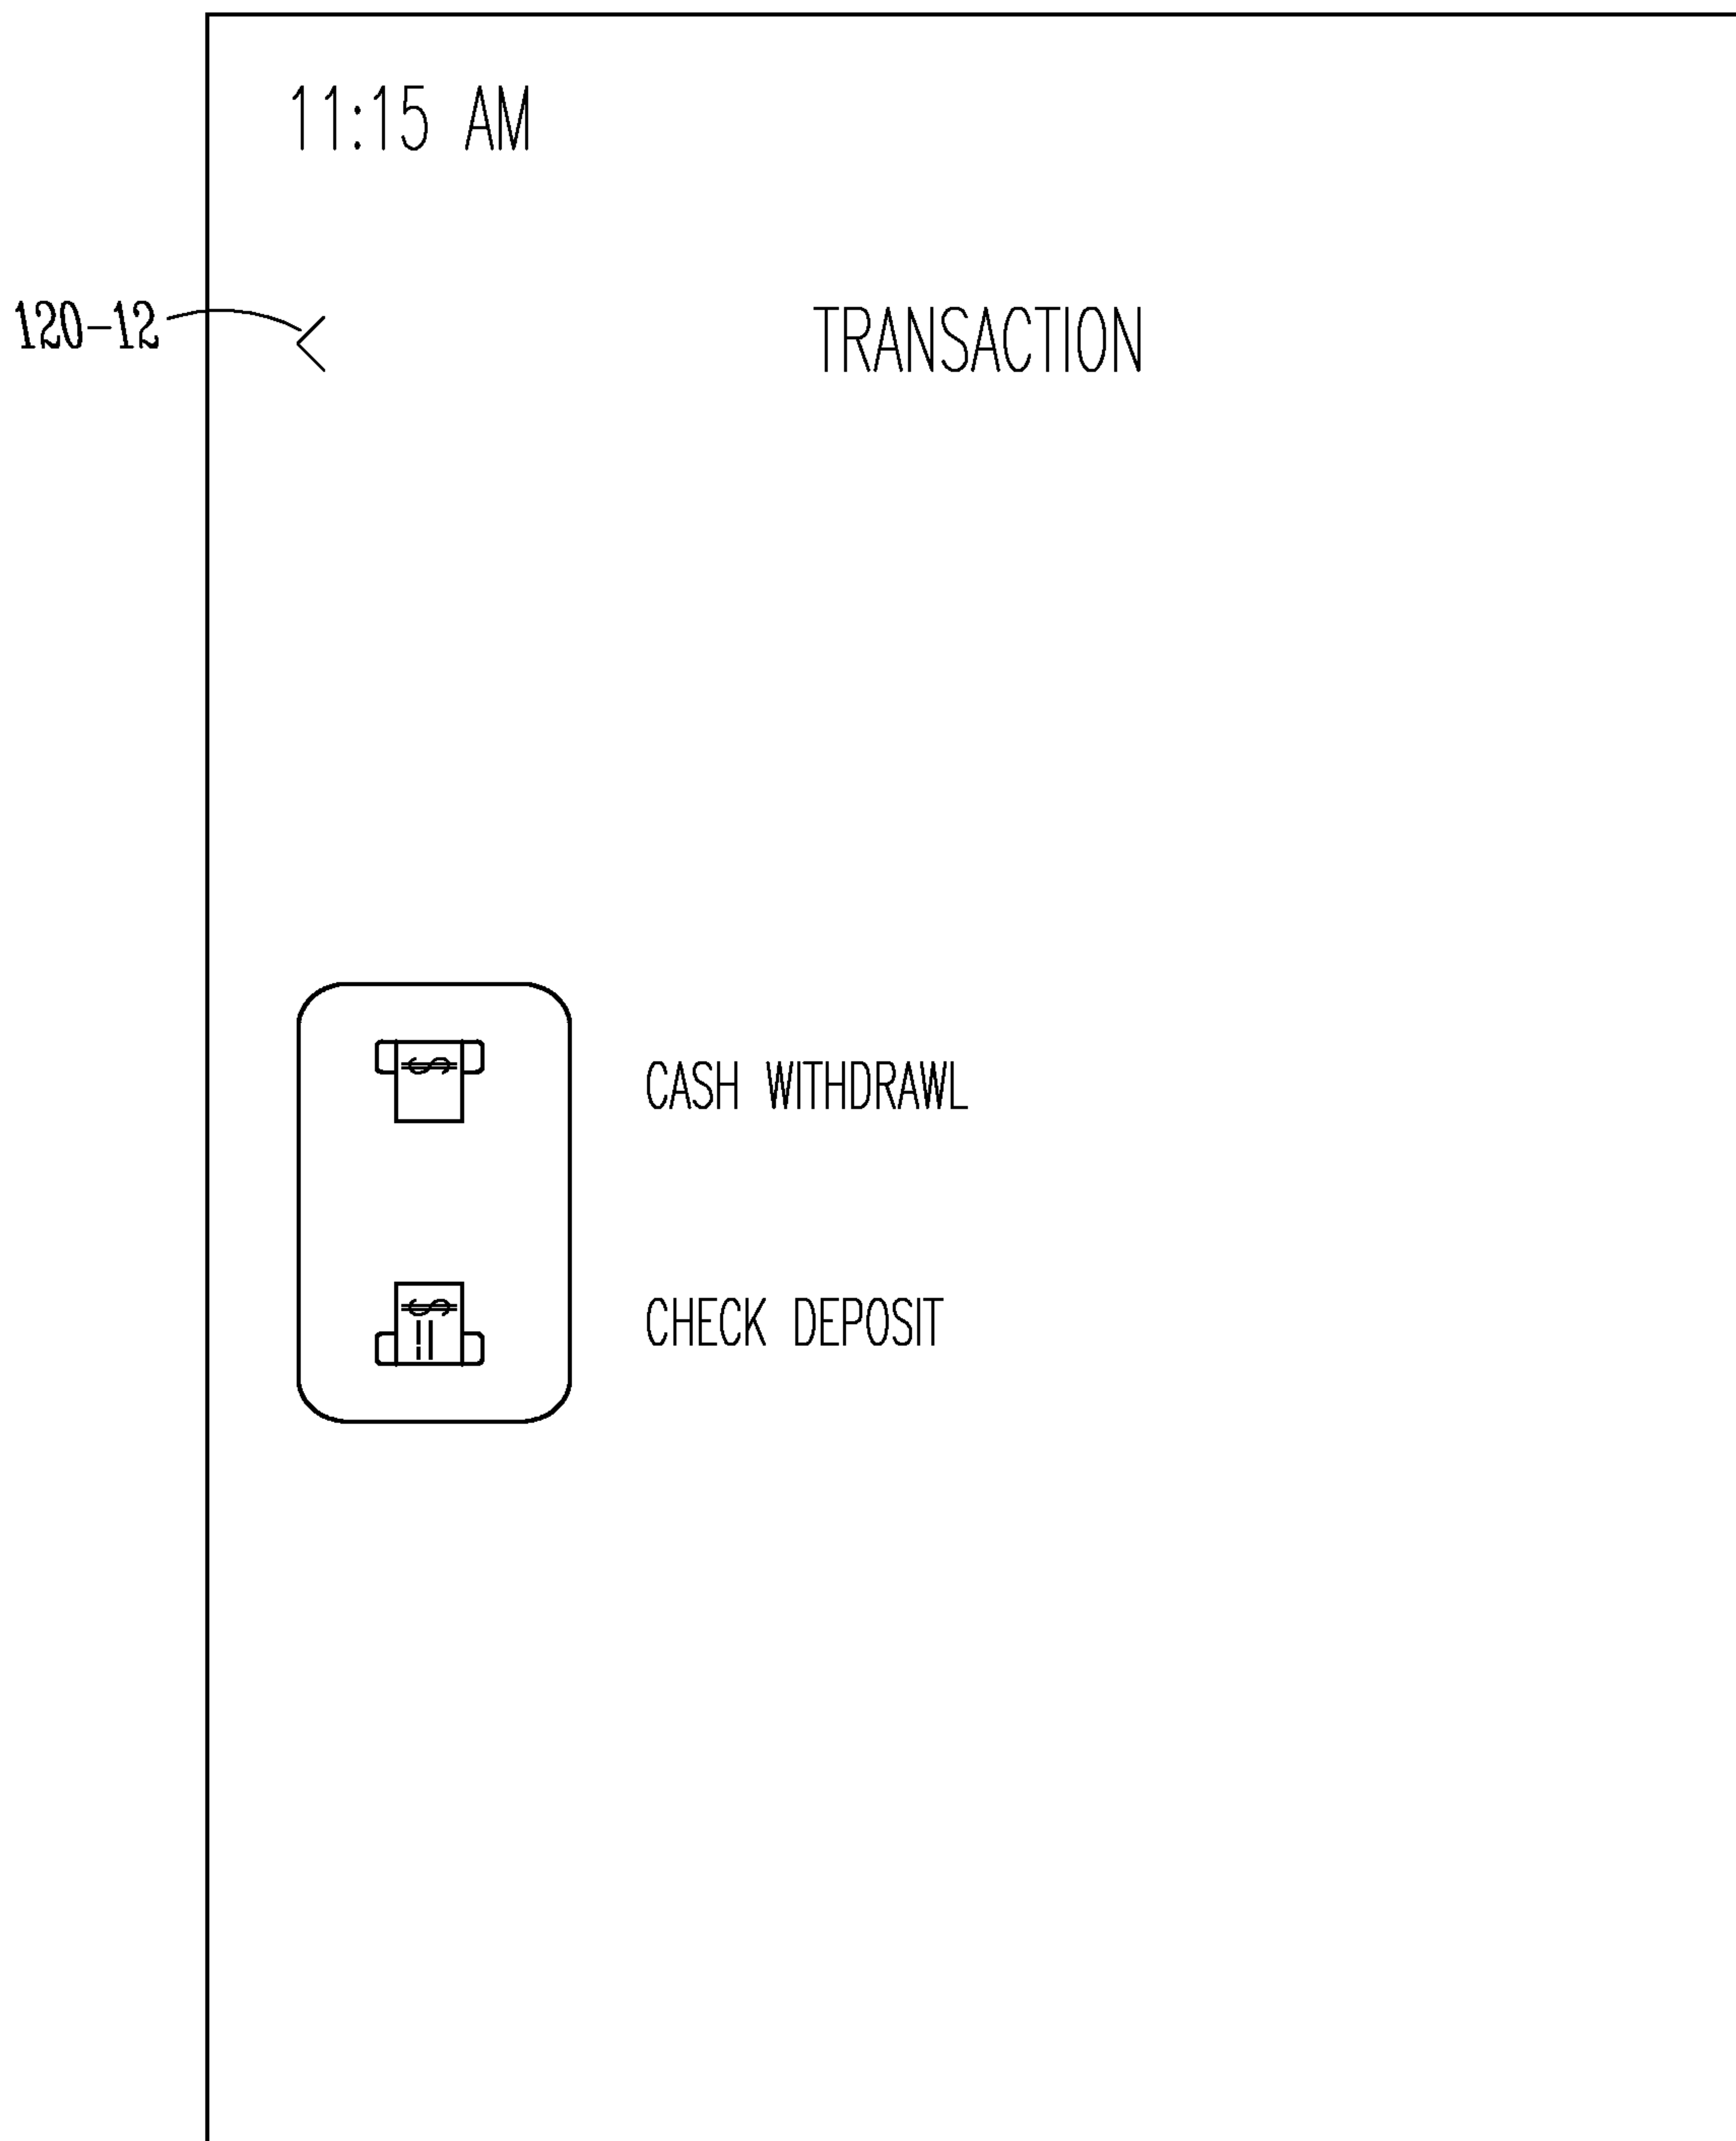 11:15 AM
120-12
< TRANSACTION
CASH WITHDRAWL
CHECK DEPOSIT